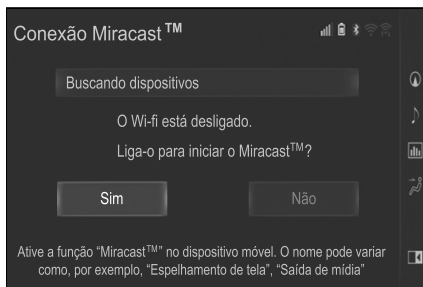 Conexão Miracast™
Buscando dispositivos
O Wi-fi está desligado.
Liga-o para iniciar o Miracast™?
Sim
Não
Ative a função “Miracast™” no dispositivo móvel. O nome pode variar
como, por exemplo, “Espelhamento de tela”, “Saída de mídia”